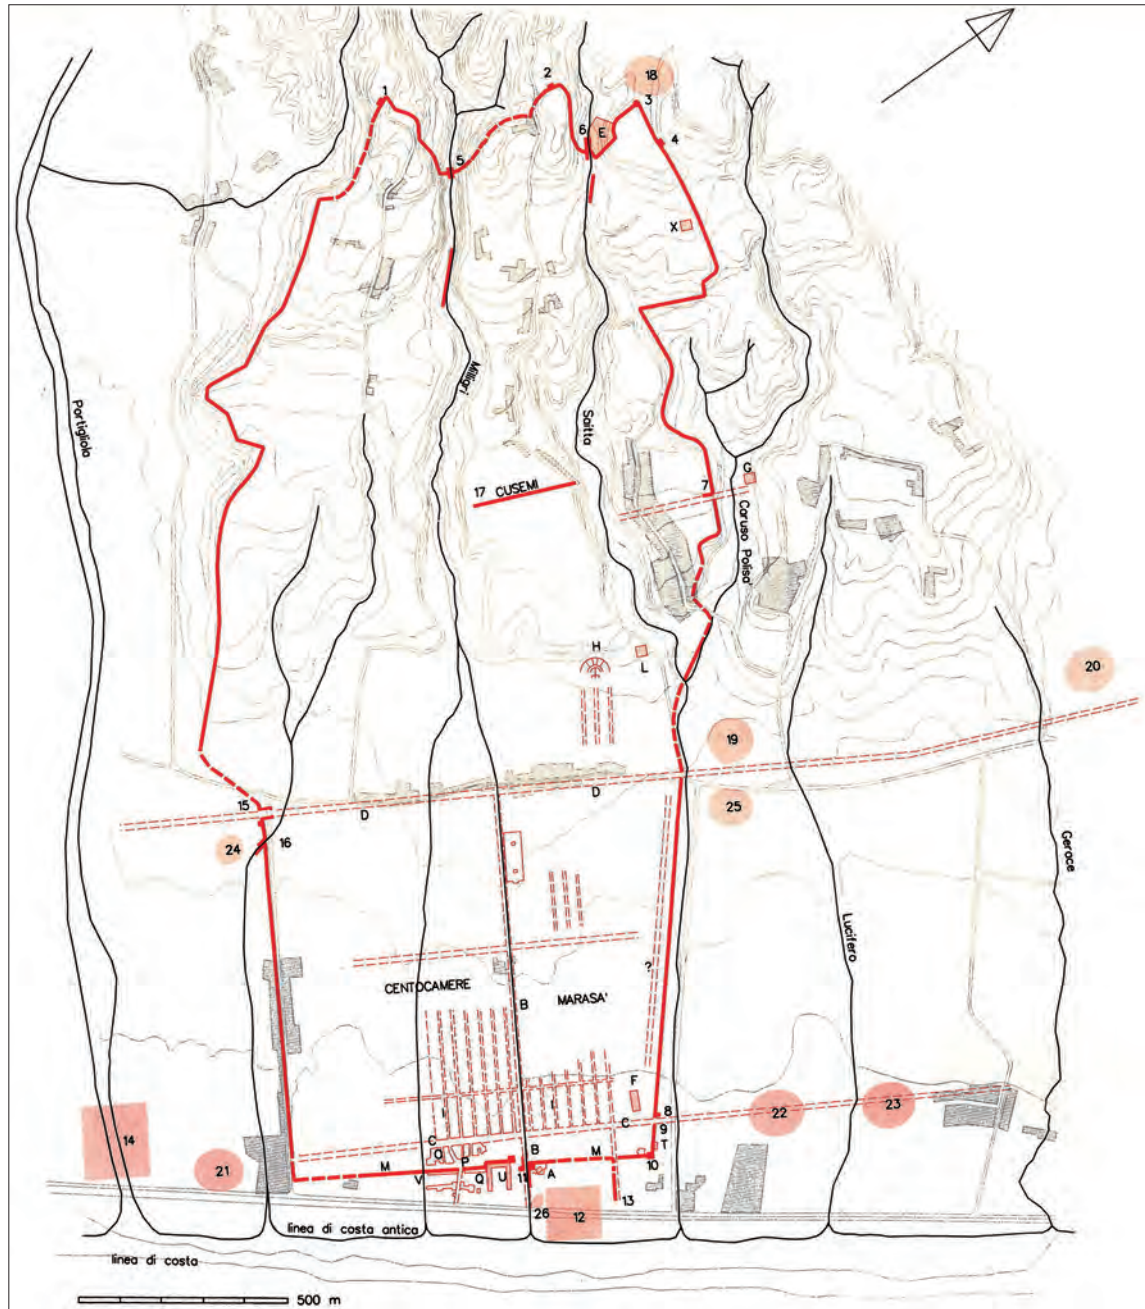 18
2
1
3
6
E
4
5
X
Portigliola
Milligri
Saitta
G
17 CUSEMI
7
Caruso Polisa'
H
L
20
19
D
15
D
25
24
16
Geroce
Lucifero
?
CENTOCAMERE
MARASA'
B
F
I
I
8
22
23
C
14
C
9
O
B
T
P
M
M
10
21
11
A
V
Q
U
13
26
12
linea di costa antica
linea di costa
500 m